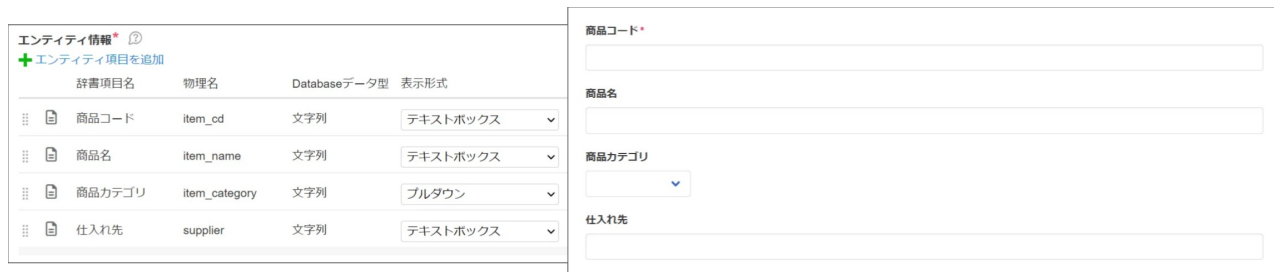 エンティティ情報*
エンティティ項目を追加
辞書項目名 物理名 Databaseデータ型 表示形式
商品コード item_cd 文字列 テキストボックス
商品名 item_name 文字列 テキストボックス
商品カテゴリ item_category 文字列 プルダウン
仕入れ先 supplier 文字列 テキストボックス
商品コード*
商品名
商品カテゴリ
仕入れ先